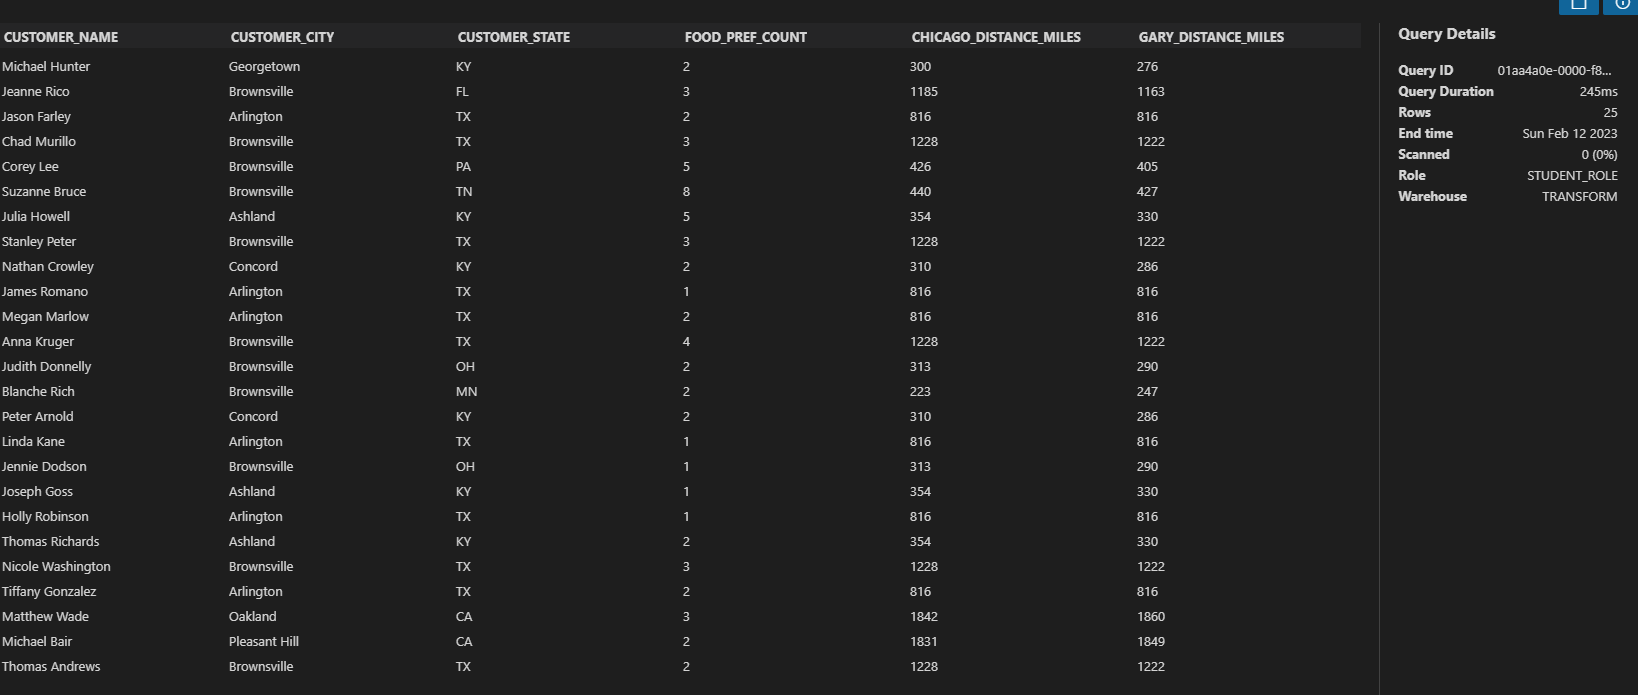 CUSTOMER_NAME CUSTOMER_CITY CUSTOMER_STATE FOOD_PREF_COUNT CHICAGO_DISTANCE_MILES GARY_DISTANCE_MILES
Michael Hunter Georgetown KY 2 300 276
Jeanne Rico Brownsville FL 3 1185 1163
Jason Farley Arlington TX 2 816 816
Chad Murillo Brownsville TX 3 1228 1222
Corey Lee Brownsville PA 5 426 405
Suzanne Bruce Brownsville TN 8 440 427
Julia Howell Ashland KY 5 354 330
Stanley Peter Brownsville TX 3 1228 1222
Nathan Crowley Concord KY 2 310 286
James Romano Arlington TX 1 816 816
Megan Marlow Arlington TX 2 816 816
Anna Kruger Brownsville TX 4 1228 1222
Judith Donnelly Brownsville OH 2 313 290
Blanche Rich Brownsville MN 2 223 247
Peter Arnold Concord KY 2 310 286
Linda Kane Arlington TX 1 816 816
Jennie Dodson Brownsville OH 1 313 290
Joseph Goss Ashland KY 1 354 330
Holly Robinson Arlington TX 1 816 816
Thomas Richards Ashland KY 2 354 330
Nicole Washington Brownsville TX 3 1228 1222
Tiffany Gonzalez Arlington TX 2 816 816
Matthew Wade Oakland CA 3 1842 1860
Michael Bair Pleasant Hill CA 2 1831 1849
Thomas Andrews Brownsville TX 2 1228 1222
Query Details
Query ID 01aa4a0e-0000-f8...
Query Duration 245ms
Rows 25
End time Sun Feb 12 2023
Scanned 0 (0%)
Role STUDENT_ROLE
Warehouse TRANSFORM